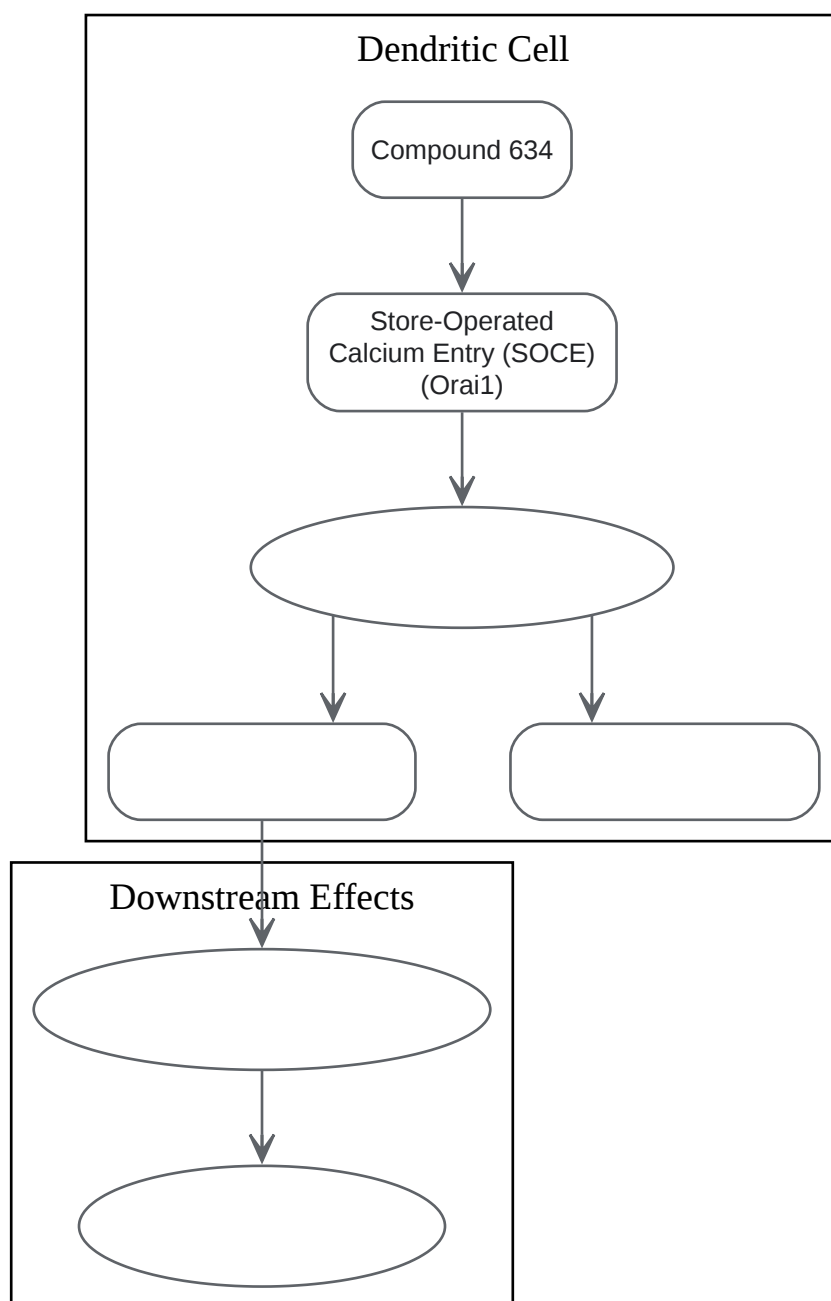 Dendritic Cell
Compound 634
Store-Operated
Calcium Entry (SOCE)
(Orai1)
Downstream Effects